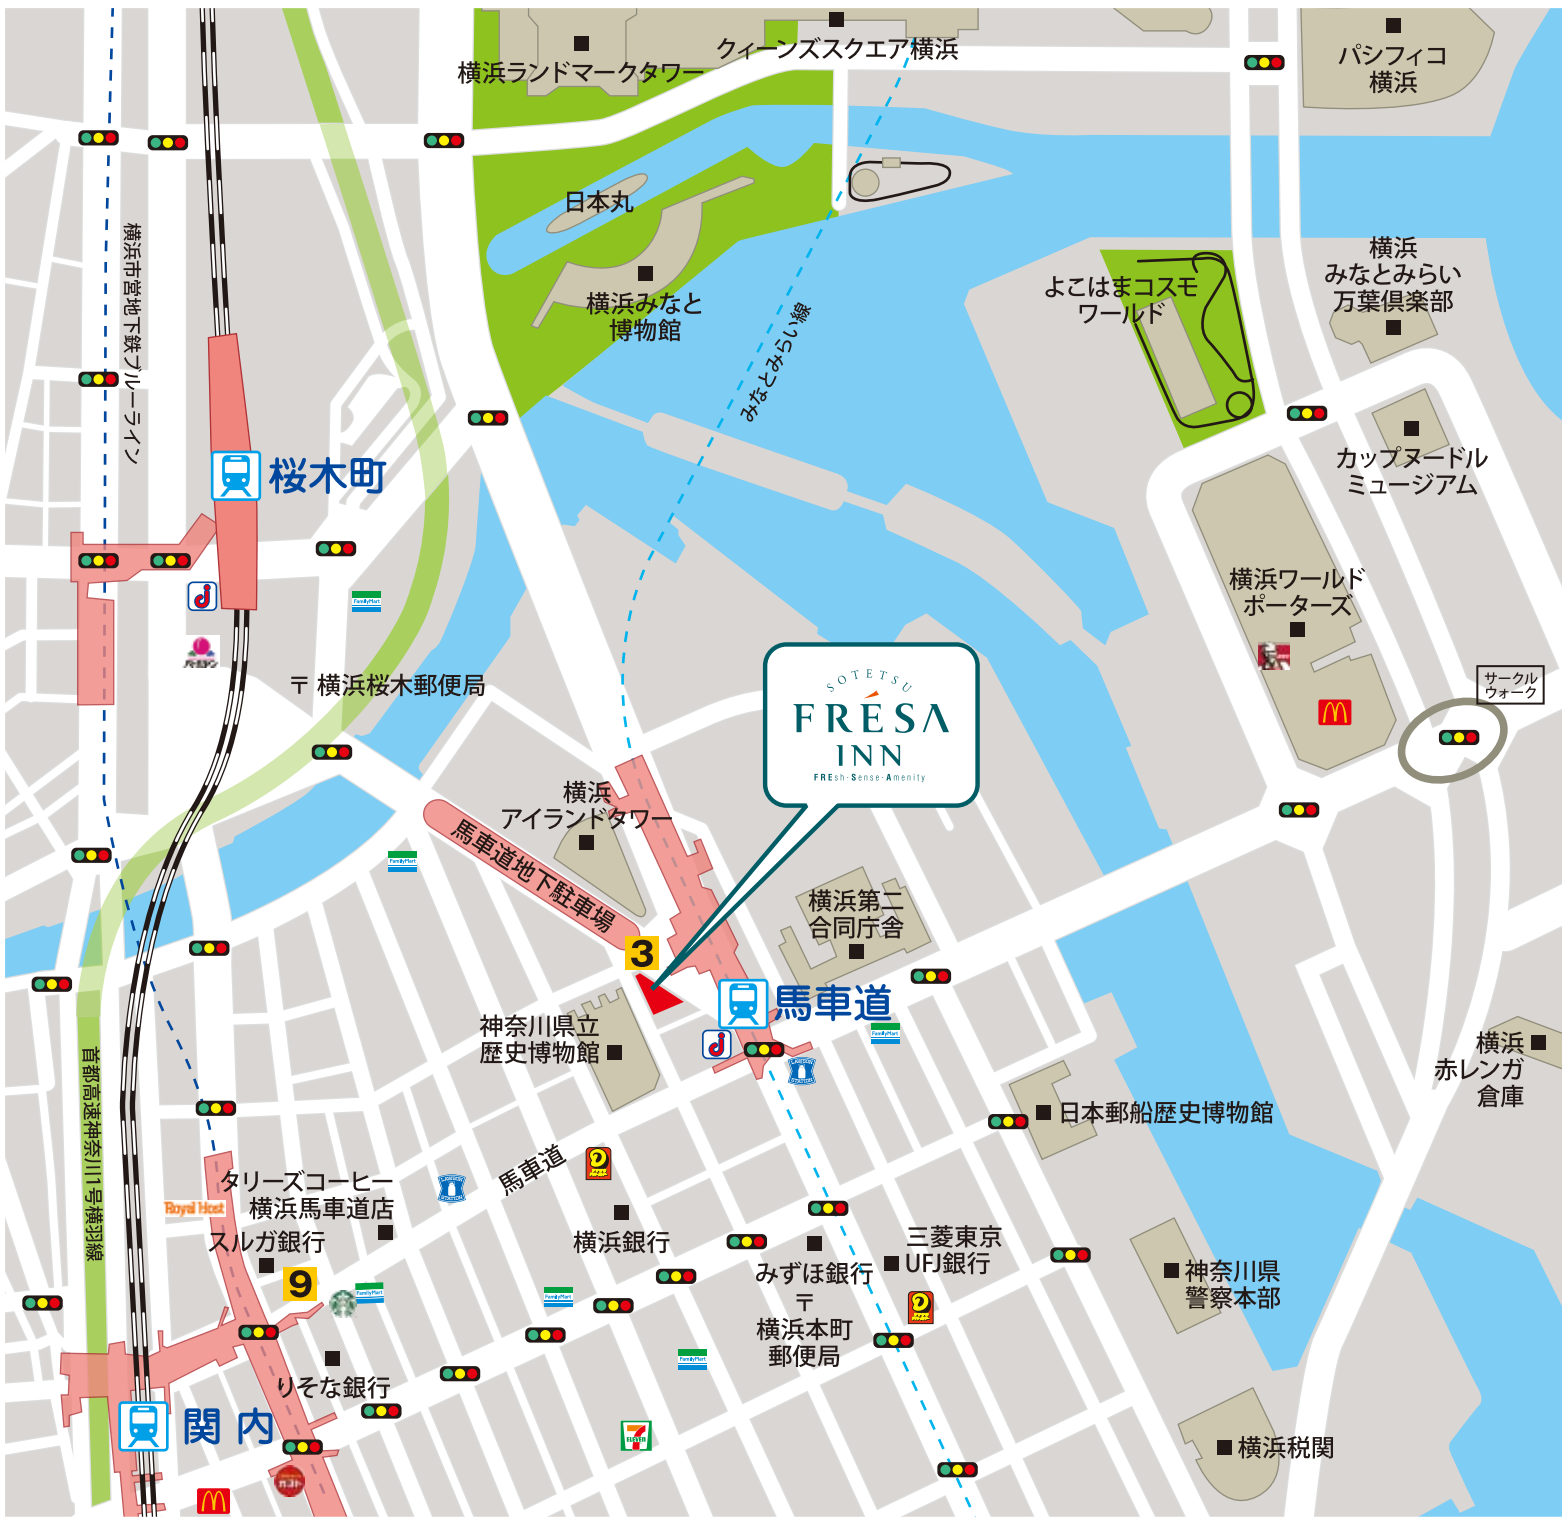 横浜ランドマークタワー
クィーンズスクエア横浜
パシフィコ
横浜
日本丸
横浜みなと
博物館
横浜市営地下鉄ブルーライン
みなとみらい線
よこはまコスモ
ワールド
横浜
みなとみらい
万葉倶楽部
カップヌードル
ミュージアム
桜木町
FamilyMart
〒 横浜桜木郵便局
横浜ワールド
ポーターズ
サークル
ウォーク
SOTETSU
FRESA
INN
FREsh·Sense·Amenity
横浜
アイランドタワー
馬車道地下駐車場
FamilyMart
横浜第二
合同庁舎
3
馬車道
神奈川県立
歴史博物館
FamilyMart
LAWSON
STATION
横浜
赤レンガ
倉庫
首都高速神奈川1号横羽線
日本郵船歴史博物館
馬車道
タリーズコーヒー
横浜馬車道店
Royal Host
スルガ銀行
9
FamilyMart
LAWSON
STATION
横浜銀行
みずほ銀行
〒
横浜本町
郵便局
三菱東京
UFJ銀行
神奈川県
警察本部
FamilyMart
FamilyMart
りそな銀行
関内
7
ELEVEN
横浜税関